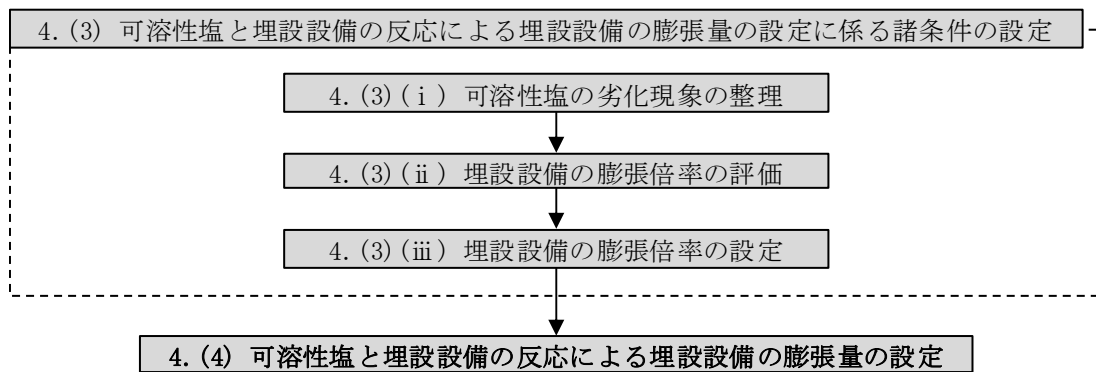 4.(3) 可溶性塩と埋設設備の反応による埋設設備の膨張量の設定に係る諸条件の設定
4.(3)(ⅰ) 可溶性塩の劣化現象の整理
4.(3)(ⅱ) 埋設設備の膨張倍率の評価
4.(3)(ⅲ) 埋設設備の膨張倍率の設定
4.(4) 可溶性塩と埋設設備の反応による埋設設備の膨張量の設定